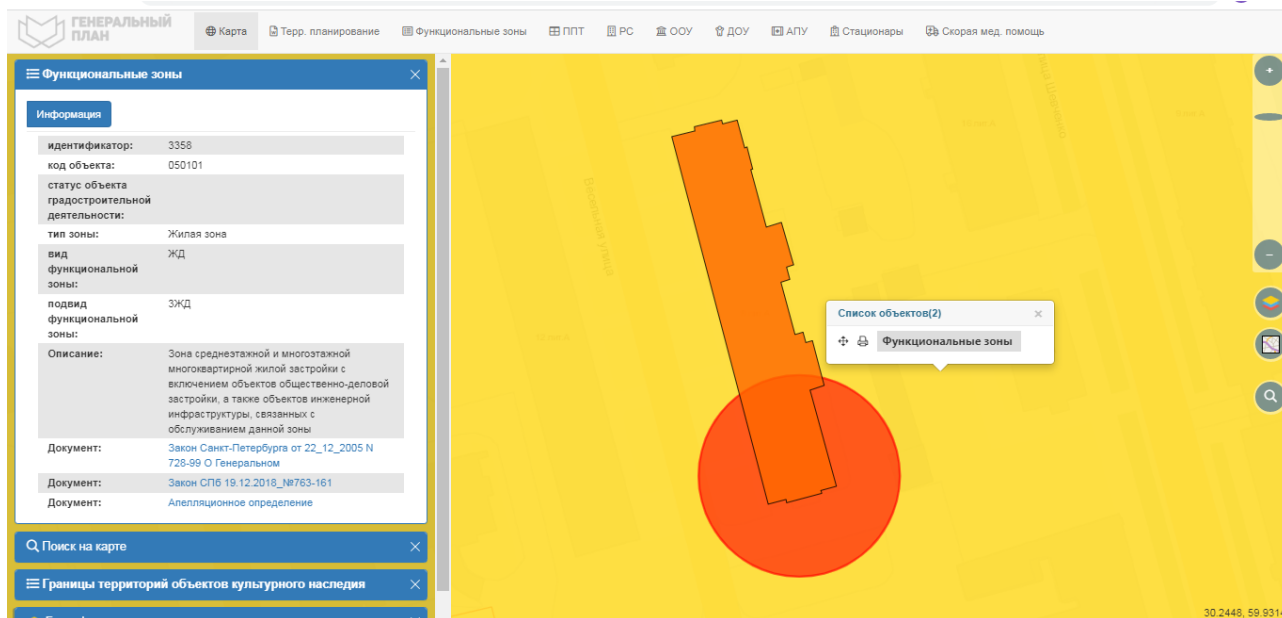 ГЕНЕРАЛЬНЫЙ
ПЛАН
Карта
Терр. планирование
Функциональные зоны
ППТ
РС
ООУ
ДОУ
АПУ
Стационары
Скорая мед. помощь
Функциональные зоны
Информация
идентификатор: 3358
код объекта: 050101
статус объекта
градостроительной
деятельности:
тип зоны: Жилая зона
вид ЖД
функциональной
зоны:
подвид 3ЖД
функциональной
зоны:
Описание: Зона среднеэтажной и многоэтажной
многоквартирной жилой застройки с
включением объектов общественно-деловой
застройки, а также объектов инженерной
инфраструктуры, связанных с
обслуживанием данной зоны
Документ: Закон Санкт-Петербурга от 22_12_2005 N
728-99 О Генеральном
Документ: Закон СПб 19.12.2018_№763-161
Документ: Апелляционное определение
Поиск на карте
Границы территорий объектов культурного наследия
Весельная улица
улица Шевченко
Список объектов(2)
Функциональные зоны
30.2448, 59.9314